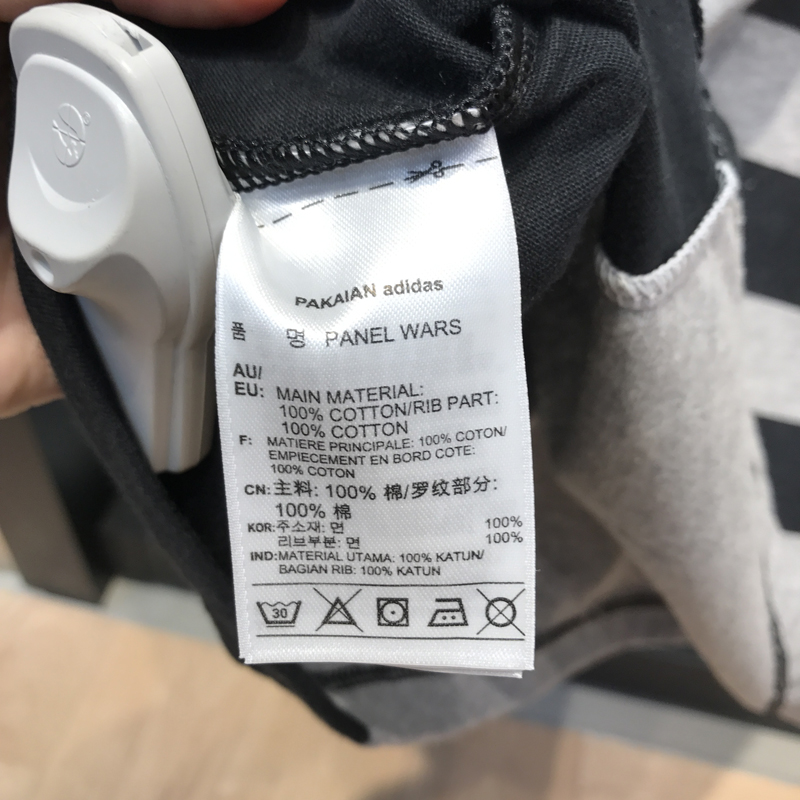 PAKAIAN adidas
품 명 PANEL WARS
AU/
EU: MAIN MATERIAL:
100% COTTON/RIB PART:
100% COTTON
F: MATIERE PRINCIPALE: 100% COTON/
EMPIECEMENT EN BORD COTE:
100% COTON
CN: 主料: 100% 棉/罗纹部分:
100% 棉
KOR: 주소재: 면 100%
리브부분: 면 100%
IND: MATERIAL UTAMA: 100% KATUN/
BAGIAN RIB: 100% KATUN
30